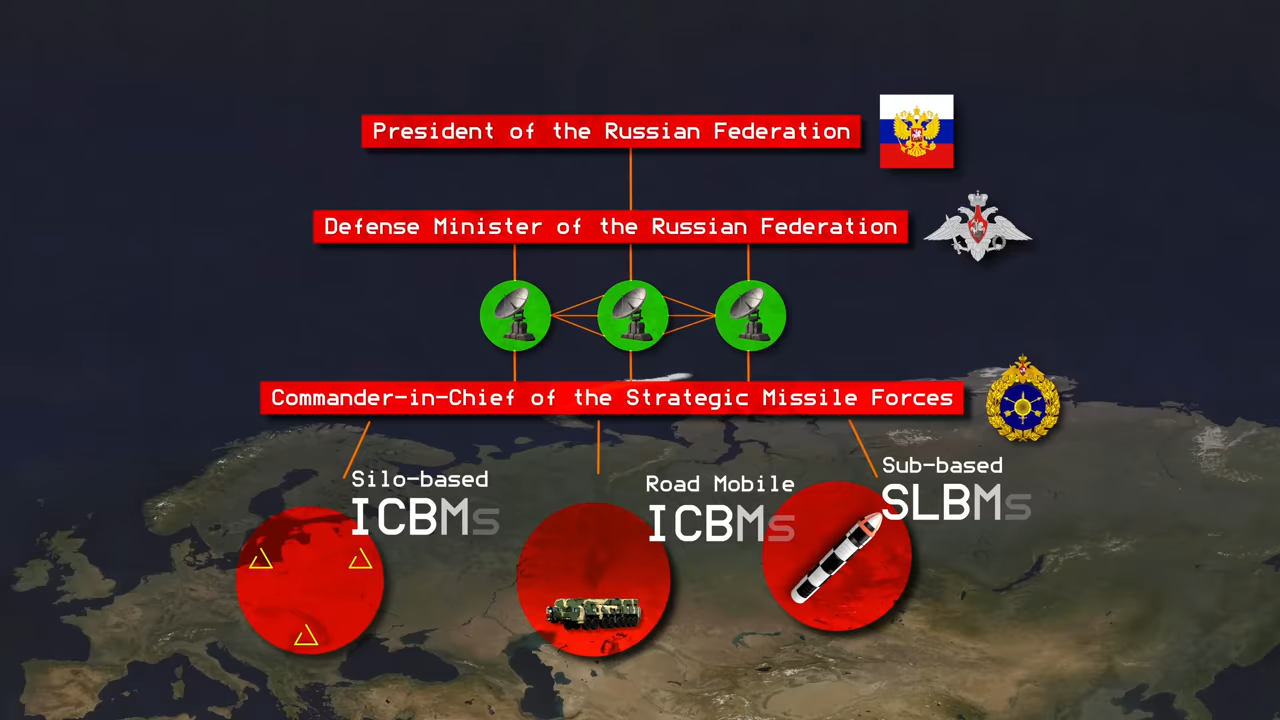 President of the Russian Federation
Defense Minister of the Russian Federation
Commander-in-Chief of the Strategic Missile Forces
Silo-based
ICBMs
Road Mobile
ICBMs
Sub-based
SLBMs